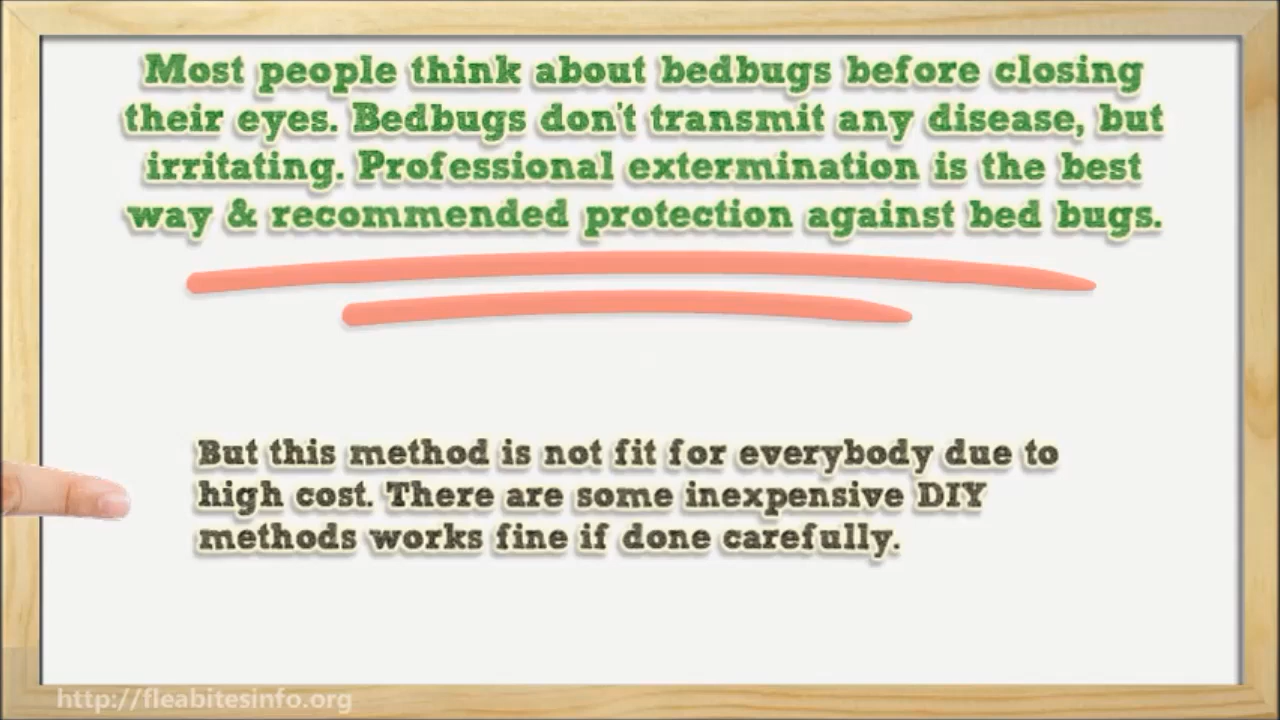 Most people think about bedbugs before closing
their eyes. Bedbugs don't transmit any disease, but
irritating. Professional extermination is the best
way & recommended protection against bed bugs.
But this method is not fit for everybody due to
high cost. There are some inexpensive DIY
methods works fine if done carefully.
http://fleabitesinfo.org